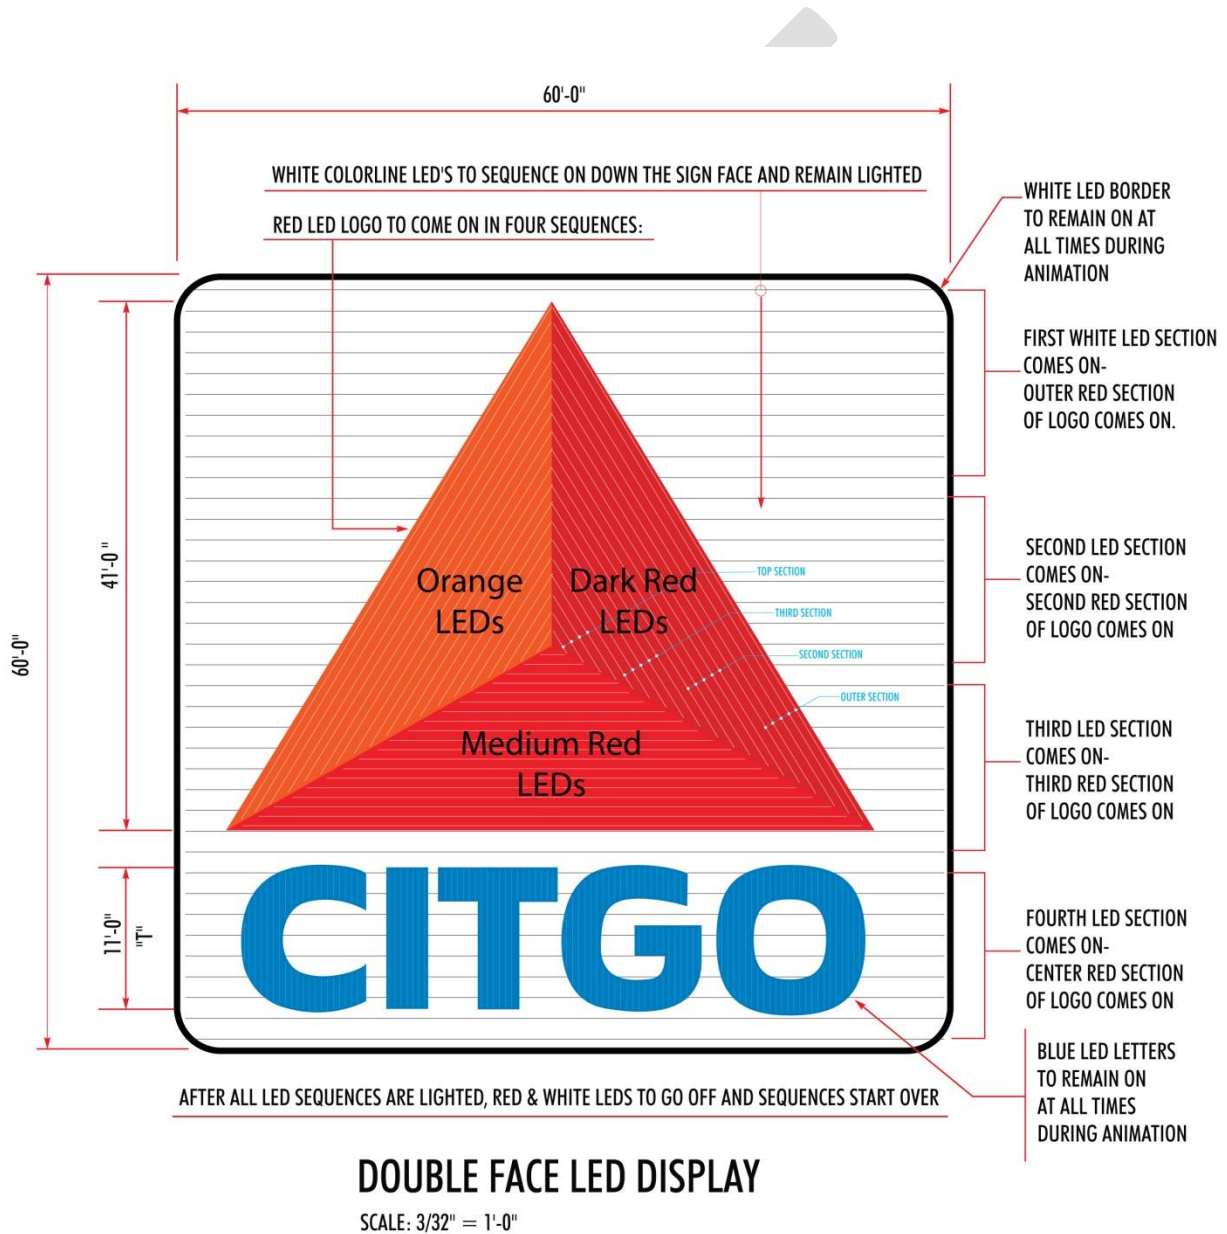 60'-0"
WHITE COLORLINE LED'S TO SEQUENCE ON DOWN THE SIGN FACE AND REMAIN LIGHTED
RED LED LOGO TO COME ON IN FOUR SEQUENCES:
WHITE LED BORDER
TO REMAIN ON AT
ALL TIMES DURING
ANIMATION
FIRST WHITE LED SECTION
COMES ON-
OUTER RED SECTION
OF LOGO COMES ON.
41'-0"
60'-0"
Orange
LEDs
Dark Red
LEDs
TOP SECTION
THIRD SECTION
SECOND SECTION
OUTER SECTION
SECOND LED SECTION
COMES ON-
SECOND RED SECTION
OF LOGO COMES ON
Medium Red
LEDs
THIRD LED SECTION
COMES ON-
THIRD RED SECTION
OF LOGO COMES ON
11'-0"
"T"
CITGO
FOURTH LED SECTION
COMES ON-
CENTER RED SECTION
OF LOGO COMES ON
BLUE LED LETTERS
TO REMAIN ON
AT ALL TIMES
DURING ANIMATION
AFTER ALL LED SEQUENCES ARE LIGHTED, RED & WHITE LEDS TO GO OFF AND SEQUENCES START OVER
DOUBLE FACE LED DISPLAY
SCALE: 3/32" = 1'-0"